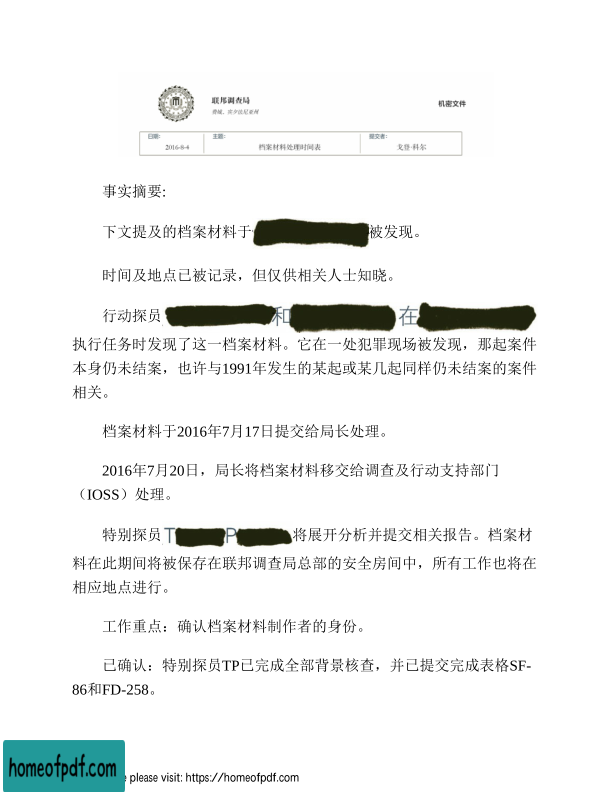 联邦调查局
机密文件
日期:
主题:
提交者:
2016-8-4
档案材料处理时间表
戈登·科尔
事实摘要:
下文提及的档案材料于 被发现。
时间及地点已被记录，但仅供相关人士知晓。
行动探员 和 在
执行任务时发现了这一档案材料。它在一处犯罪现场被发现，那起案件
本身仍未结案，也许与1991年发生的某起或某几起同样仍未结案的案件
相关。
档案材料于2016年7月17日提交给局长处理。
2016年7月20日，局长将档案材料移交给调查及行动支持部门
（IOSS）处理。
特别探员 T P 将展开分析并提交相关报告。档案材
料在此期间将被保存在联邦调查局总部的安全房间中，所有工作也将在
相应地点进行。
工作重点：确认档案材料制作者的身份。
已确认：特别探员TP已完成全部背景核查，并已提交完成表格SF-
86和FD-258。
homeofpdf.com
e please visit: https://homeofpdf.com